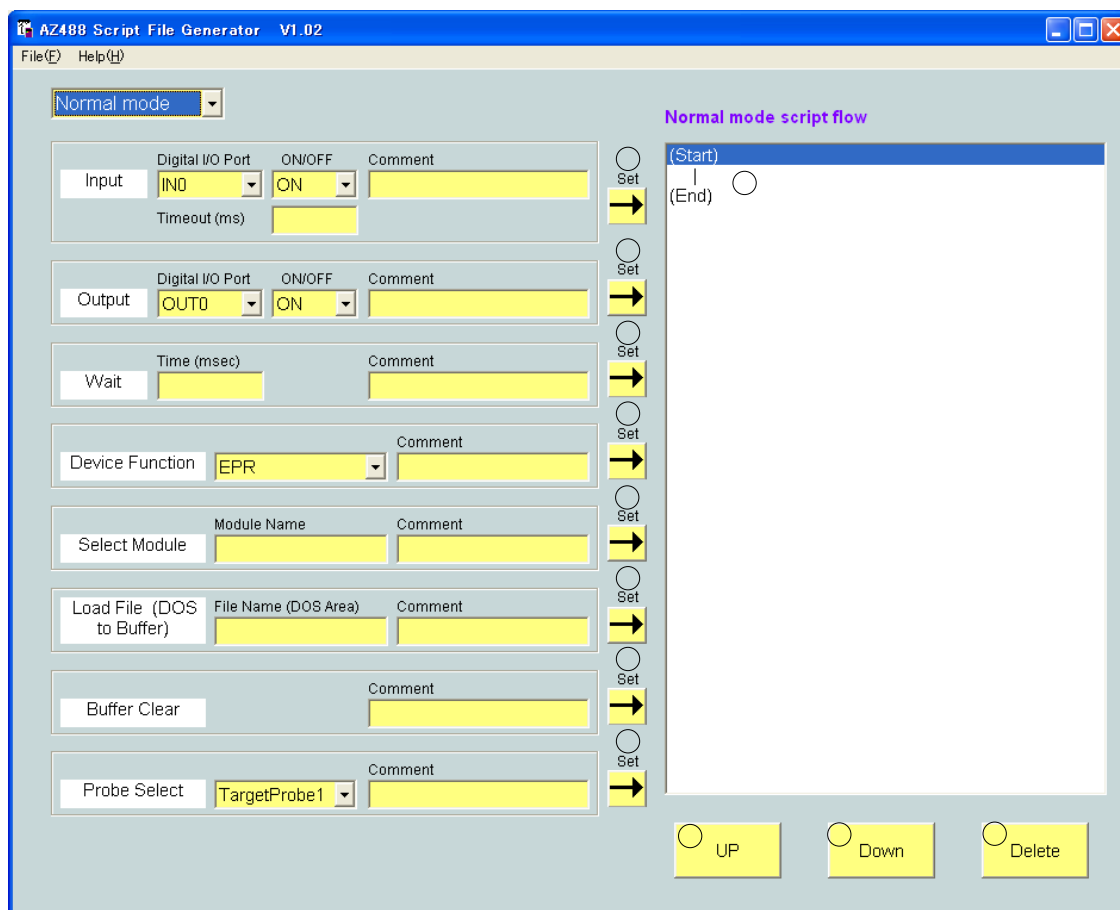 AZ488 Script File Generator V1.02
File(F) Help(H)
Normal mode
Normal mode script flow
Digital I/O Port ON/OFF Comment
Input IN0 ON
Timeout (ms)
Set
(Start)
(End)
Digital I/O Port ON/OFF Comment
Output OUT0 ON
Set
Time (msec) Comment
Wait
Set
Comment
Device Function EPR
Set
Module Name Comment
Select Module
Set
File Name (DOS Area) Comment
Load File (DOS
to Buffer)
Set
Comment
Buffer Clear
Set
Comment
Probe Select TargetProbe1
Set
UP Down Delete